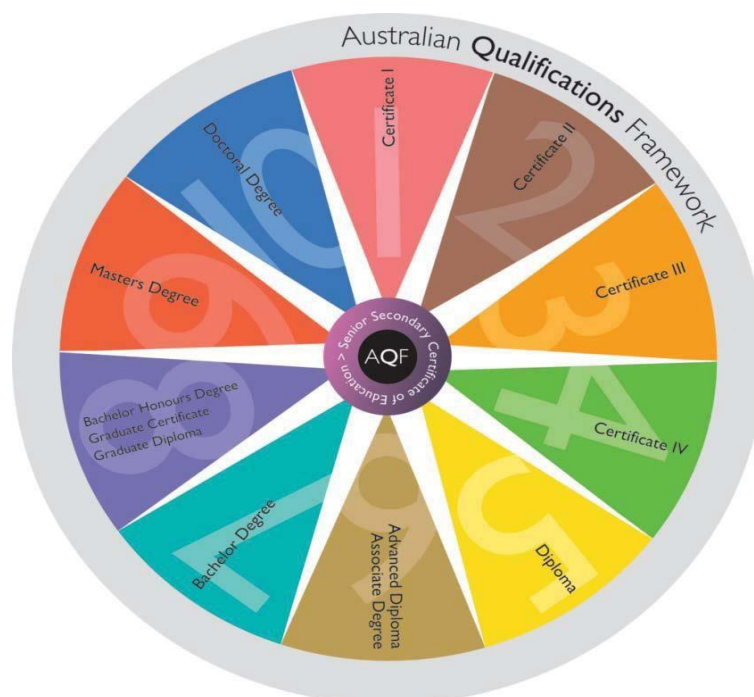 Australian Qualifications Framework
Certificate I
1
Certificate II
2
Certificate III
3
Certificate IV
4
Diploma
5
Advanced Diploma
Associate Degree
6
Bachelor Degree
7
Bachelor Honours Degree
Graduate Certificate
Graduate Diploma
8
Masters Degree
9
Doctoral Degree
10
Senior Secondary Certificate of Education >
AQF